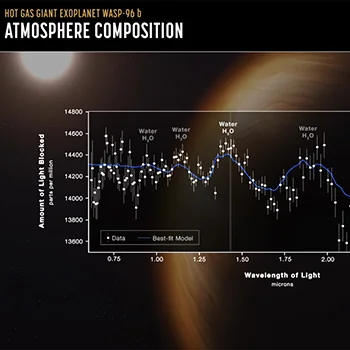 HOT GAS GIANT EXOPLANET WASP-96 b
ATMOSPHERE COMPOSITION
Amount of Light Blocked
parts per million
14800
14600
14400
14200
14000
13800
13600
Water
H₂O
Water
H₂O
Water
H₂O
Water
H₂O
Data
Best-fit Model
0.75
1.00
1.25
1.50
1.75
2.00
Wavelength of Light
microns